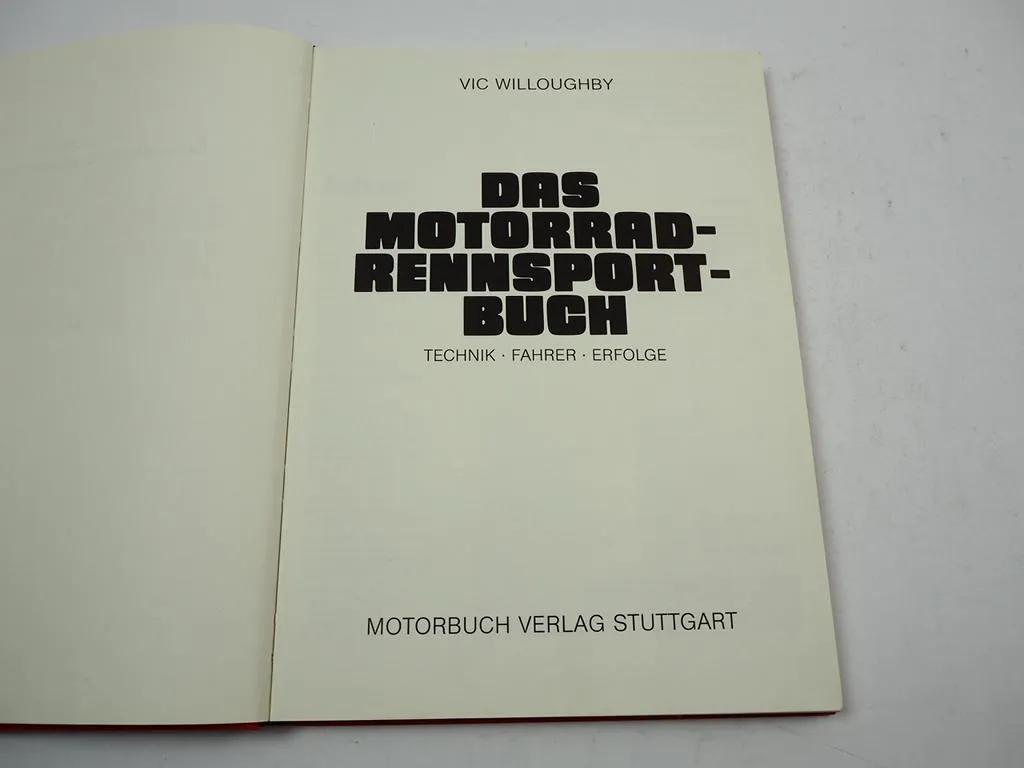 VIC WILLOUGHBY
DAS
MOTORRAD-
RENNSPORT-
BUCH
TECHNIK · FAHRER · ERFOLGE
MOTORBUCH VERLAG STUTTGART